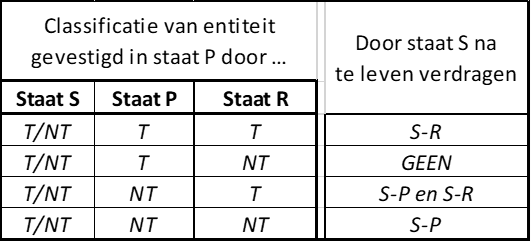 Classificatie van entiteit
gevestigd in staat P door ...
Door staat S na
te leven verdragen
Staat S Staat P Staat R
T/NT T T S-R
T/NT T NT GEEN
T/NT NT T S-P en S-R
T/NT NT NT S-P